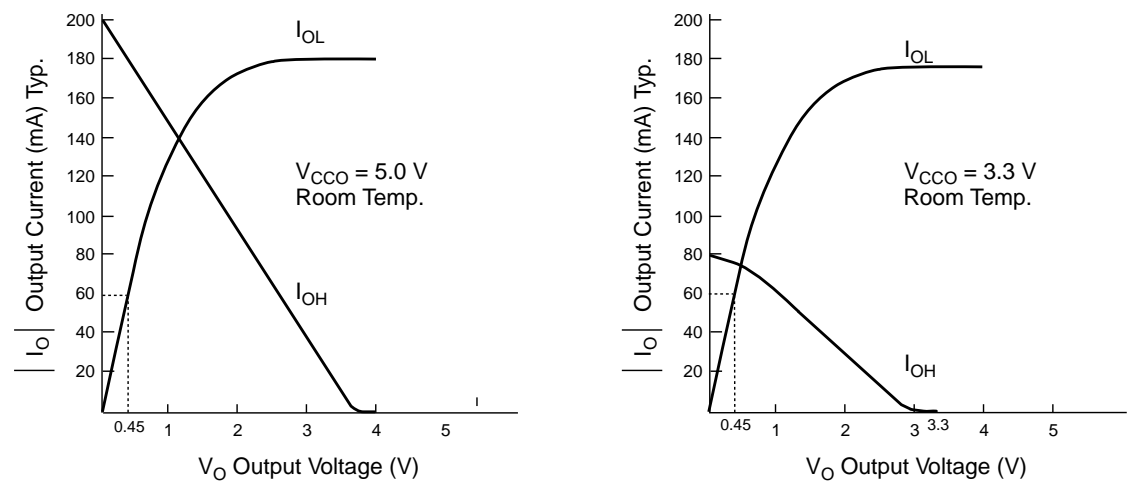 |I_O| Output Current (mA) Typ.
200
180
160
140
120
100
80
60
40
20
I_OL
V_CCO = 5.0 V
Room Temp.
I_OH
0.45
1
2
3
4
5
V_O Output Voltage (V)
|I_O| Output Current (mA) Typ.
200
180
160
140
120
100
80
60
40
20
I_OL
V_CCO = 3.3 V
Room Temp.
I_OH
0.45
1
2
3
3.3
4
5
V_O Output Voltage (V)